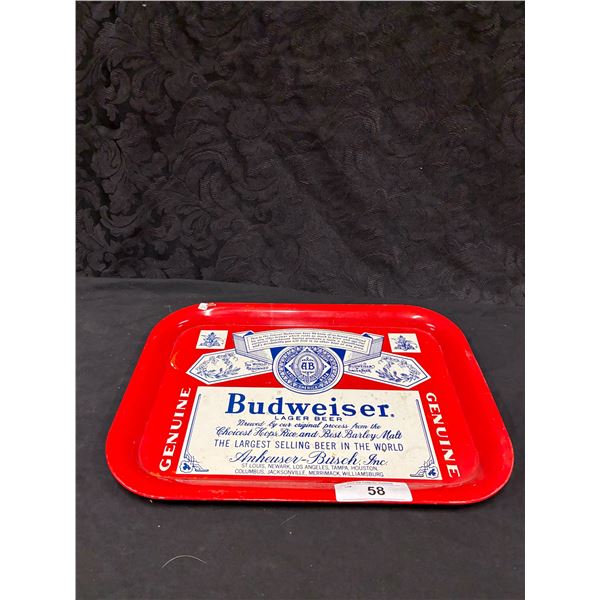 AB
Budweiser®
LAGER BEER
Brewed by our original process from the
Choicest Hops, Rice and Best Barley Malt
THE LARGEST SELLING BEER IN THE WORLD
Anheuser-Busch, Inc.
ST. LOUIS, NEWARK, LOS ANGELES, TAMPA, HOUSTON,
COLUMBUS, JACKSONVILLE, MERRIMACK, WILLIAMSBURG
GENUINE
GENUINE
58